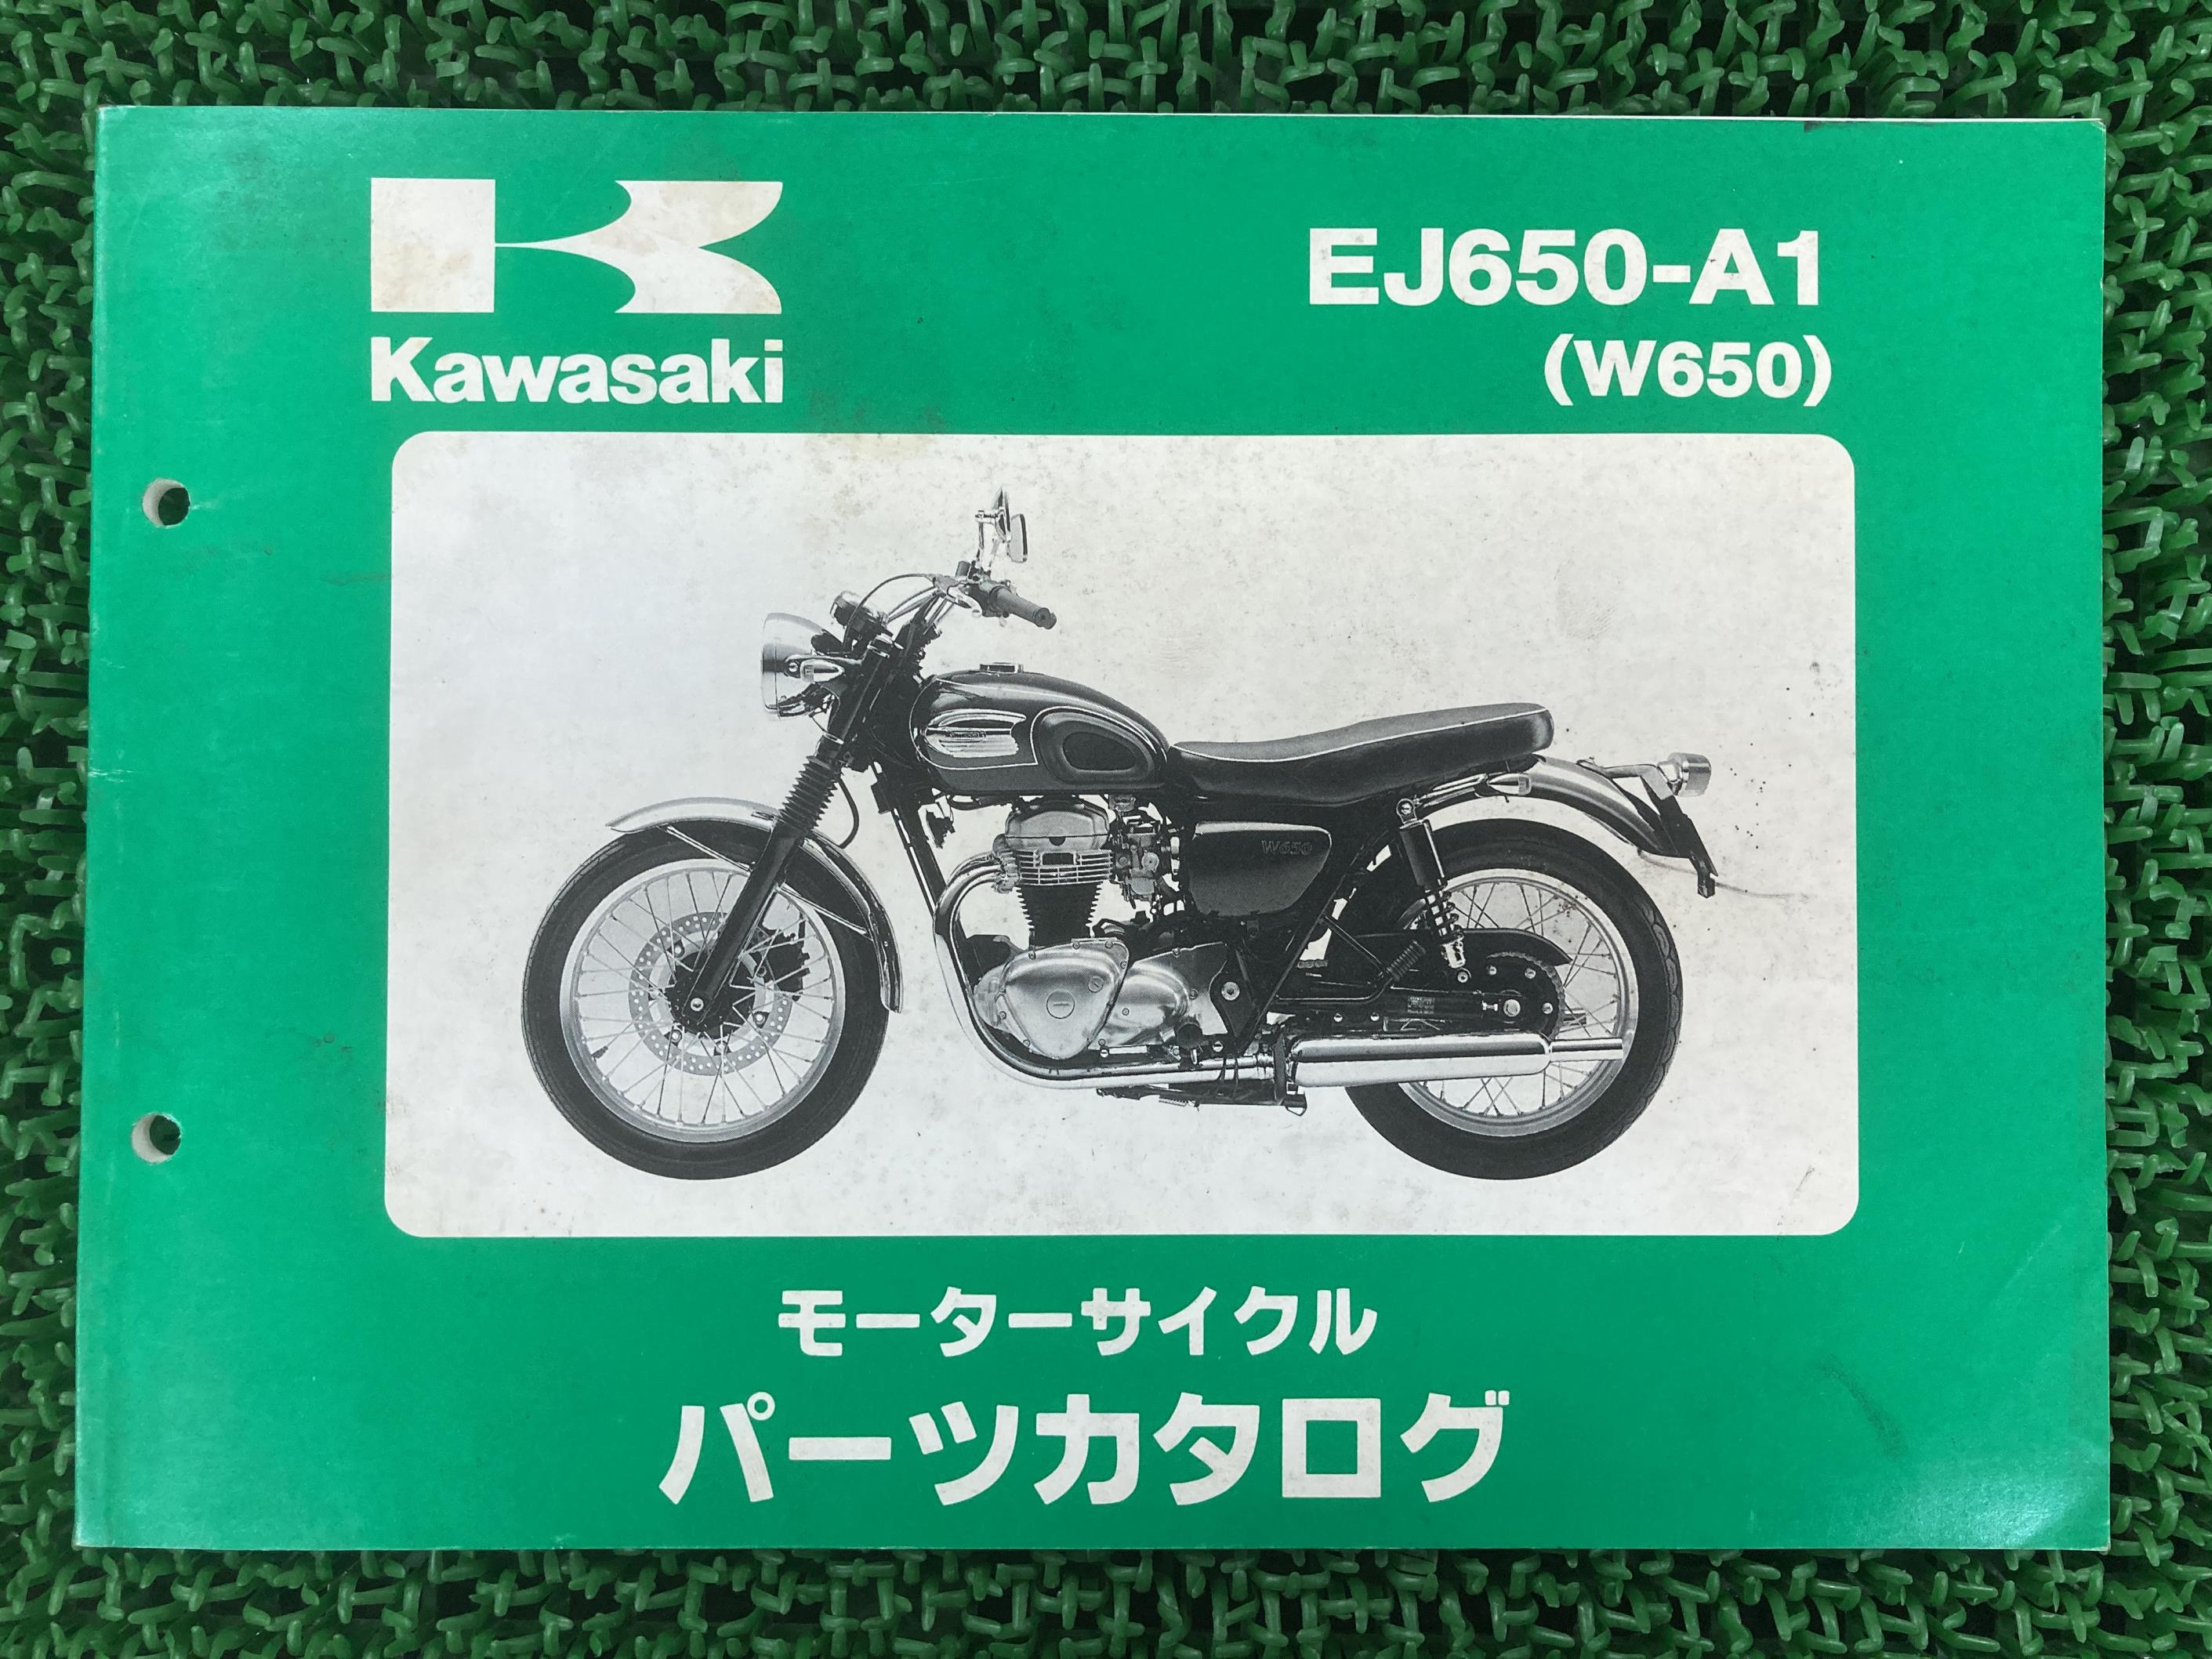 Kawasaki
EJ650-A1
(W650)
W650
モーターサイクル
パーツカタログ